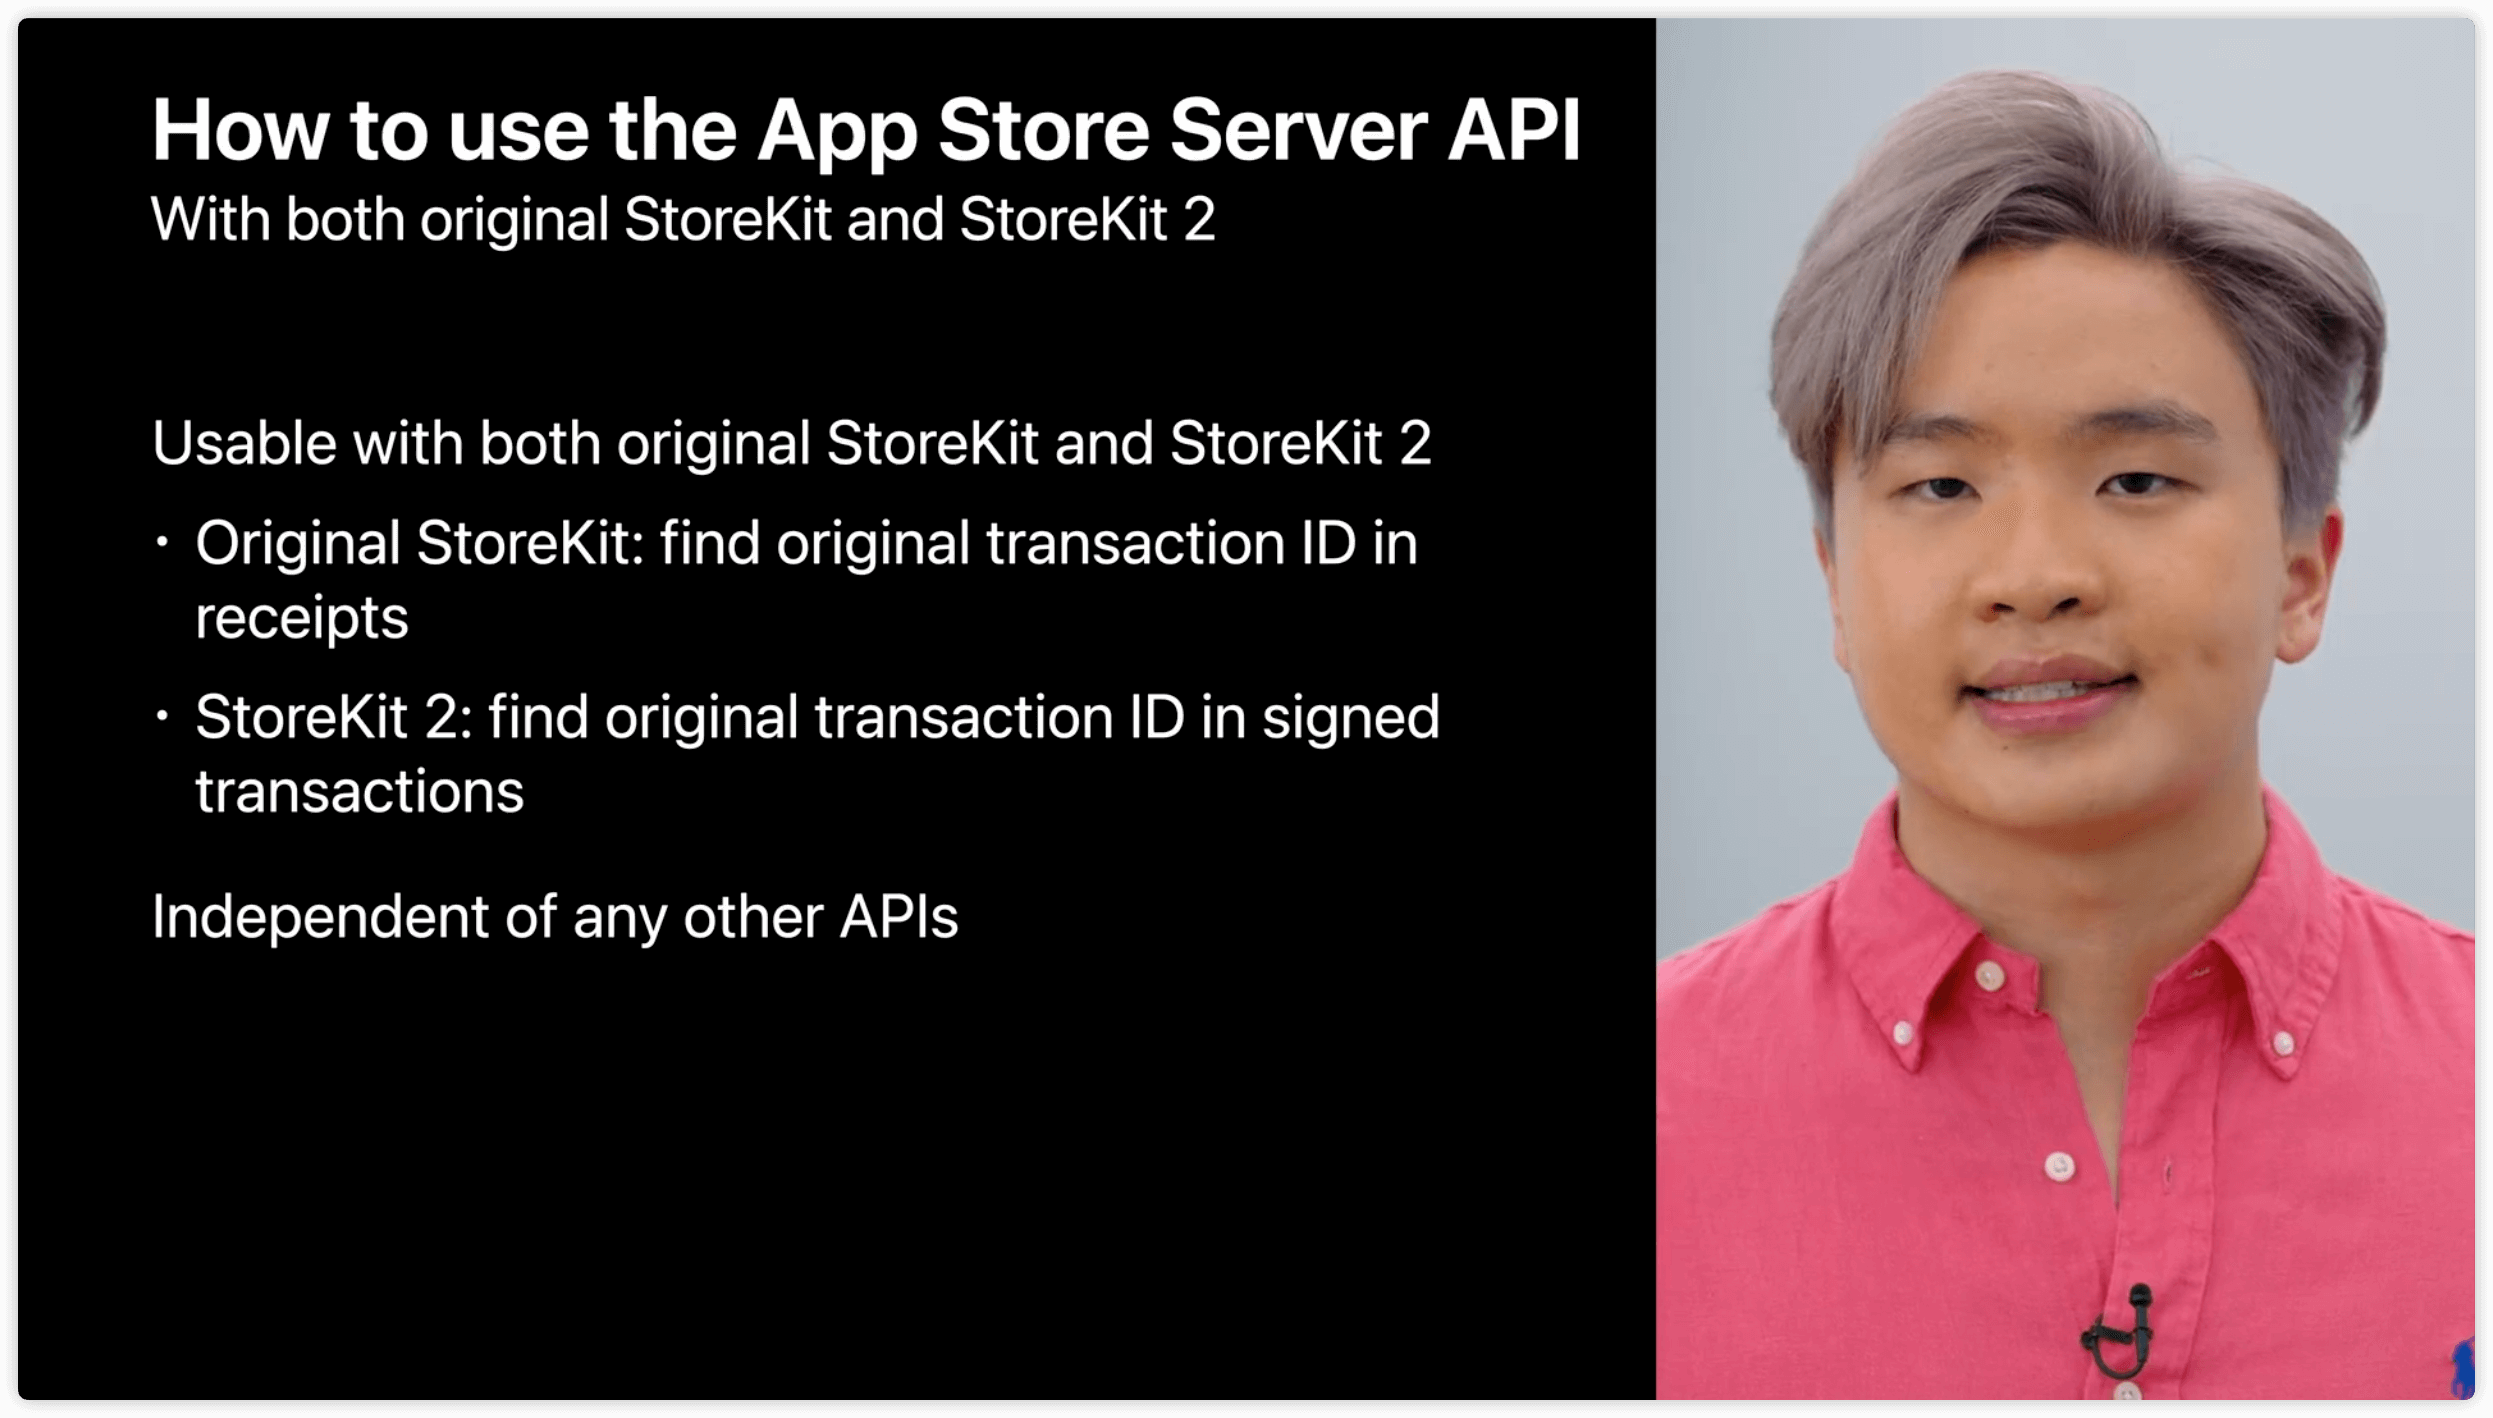 How to use the App Store Server API
With both original StoreKit and StoreKit 2
Usable with both original StoreKit and StoreKit 2
• Original StoreKit: find original transaction ID in
receipts
• StoreKit 2: find original transaction ID in signed
transactions
Independent of any other APIs